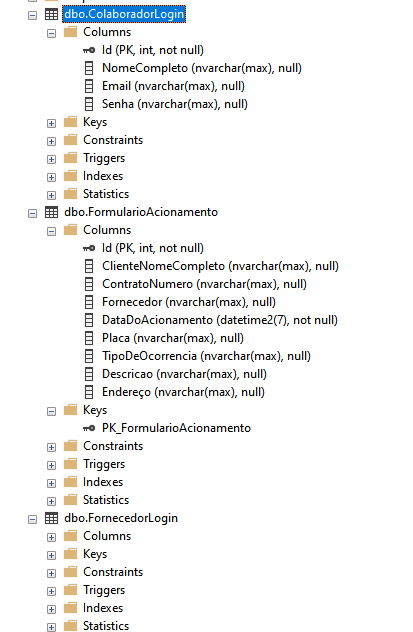 dbo.ColaboradorLogin
Columns
Id (PK, int, not null)
NomeCompleto (nvarchar(max), null)
Email (nvarchar(max), null)
Senha (nvarchar(max), null)
Keys
Constraints
Triggers
Indexes
Statistics
dbo.FormularioAcionamento
Columns
Id (PK, int, not null)
ClienteNomeCompleto (nvarchar(max), null)
ContratoNumero (nvarchar(max), null)
Fornecedor (nvarchar(max), null)
DataDoAcionamento (datetime2(7), not null)
Placa (nvarchar(max), null)
TipoDeOcorrencia (nvarchar(max), null)
Descricao (nvarchar(max), null)
Endereço (nvarchar(max), null)
Keys
PK_FormularioAcionamento
Constraints
Triggers
Indexes
Statistics
dbo.FornecedorLogin
Columns
Keys
Constraints
Triggers
Indexes
Statistics